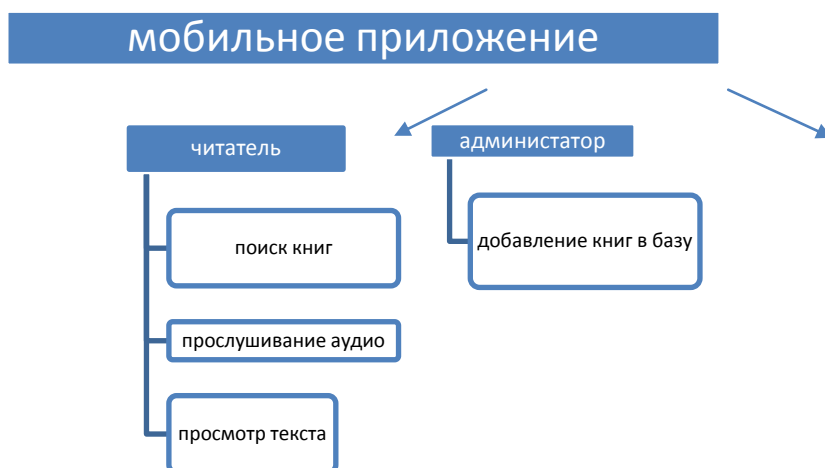 мобильное приложение
читатель
поиск книг
прослушивание аудио
просмотр текста
администатор
добавление книг в базу